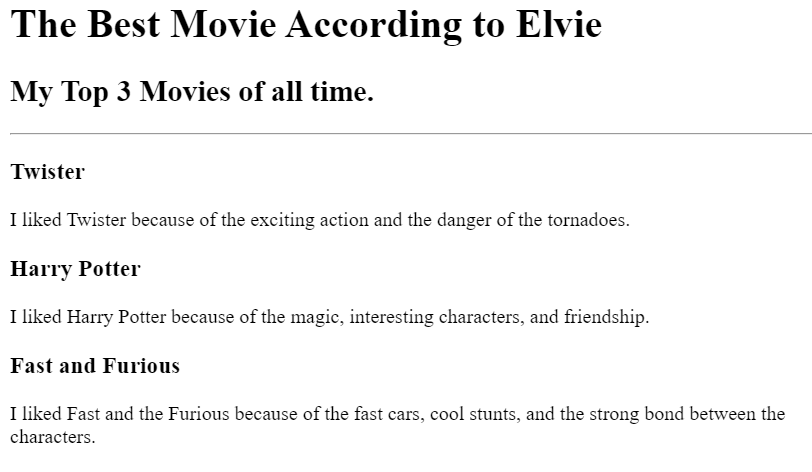 The Best Movie According to Elvie
My Top 3 Movies of all time.
Twister
I liked Twister because of the exciting action and the danger of the tornadoes.
Harry Potter
I liked Harry Potter because of the magic, interesting characters, and friendship.
Fast and Furious
I liked Fast and the Furious because of the fast cars, cool stunts, and the strong bond between the
characters.